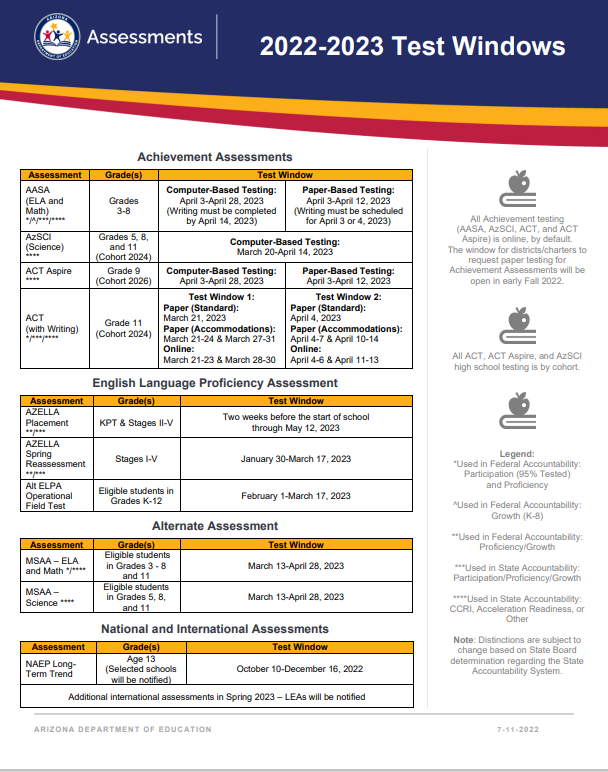 ARIZONA
DEPARTMENT OF EDUCATION
Assessments
2022-2023 Test Windows
Achievement Assessments
Assessment Grade(s) Test Window
AASA
(ELA and
Math)
*/^/***/****
Grades
3-8
Computer-Based Testing:
April 3-April 28, 2023
(Writing must be completed
by April 14, 2023)
Paper-Based Testing:
April 3-April 12, 2023
(Writing must be scheduled
for April 3 or 4, 2023)
AzSCI
(Science)
****
Grades 5, 8,
and 11
(Cohort 2024)
Computer-Based Testing:
March 20-April 14, 2023
ACT Aspire
****
Grade 9
(Cohort 2026)
Computer-Based Testing:
April 3-April 28, 2023
Paper-Based Testing:
April 3-April 12, 2023
ACT
(with Writing)
*/***/****
Grade 11
(Cohort 2024)
Test Window 1:
Paper (Standard):
March 21, 2023
Paper (Accommodations):
March 21-24 & March 27-31
Online:
March 21-23 & March 28-30
Test Window 2:
Paper (Standard):
April 4, 2023
Paper (Accommodations):
April 4-7 & April 10-14
Online:
April 4-6 & April 11-13
English Language Proficiency Assessment
Assessment Grade(s) Test Window
AZELLA
Placement
**/***
KPT & Stages II-V
Two weeks before the start of school
through May 12, 2023
AZELLA
Spring
Reassessment
**/***
Stages I-V
January 30-March 17, 2023
Alt ELPA
Operational
Field Test
Eligible students in
Grades K-12
February 1-March 17, 2023
Alternate Assessment
Assessment Grade(s) Test Window
MSAA – ELA
and Math */****
Eligible students
in Grades 3 - 8
and 11
March 13-April 28, 2023
MSAA –
Science ****
Eligible students
in Grades 5, 8,
and 11
March 13-April 28, 2023
National and International Assessments
Assessment Grade(s) Test Window
NAEP Long-
Term Trend
Age 13
(Selected schools
will be notified)
October 10-December 16, 2022
Additional international assessments in Spring 2023 – LEAs will be notified
All Achievement testing
(AASA, AzSCI, ACT, and ACT
Aspire) is online, by default.
The window for districts/charters to
request paper testing for
Achievement Assessments will be
open in early Fall 2022.
All ACT, ACT Aspire, and AzSCI
high school testing is by cohort.
Legend:
*Used in Federal Accountability:
Participation (95% Tested)
and Proficiency
^Used in Federal Accountability:
Growth (K-8)
**Used in Federal Accountability:
Proficiency/Growth
***Used in State Accountability:
Participation/Proficiency/Growth
****Used in State Accountability:
CCRI, Acceleration Readiness, or
Other
Note: Distinctions are subject to
change based on State Board
determination regarding the State
Accountability System.
ARIZONA DEPARTMENT OF EDUCATION
7-11-2022